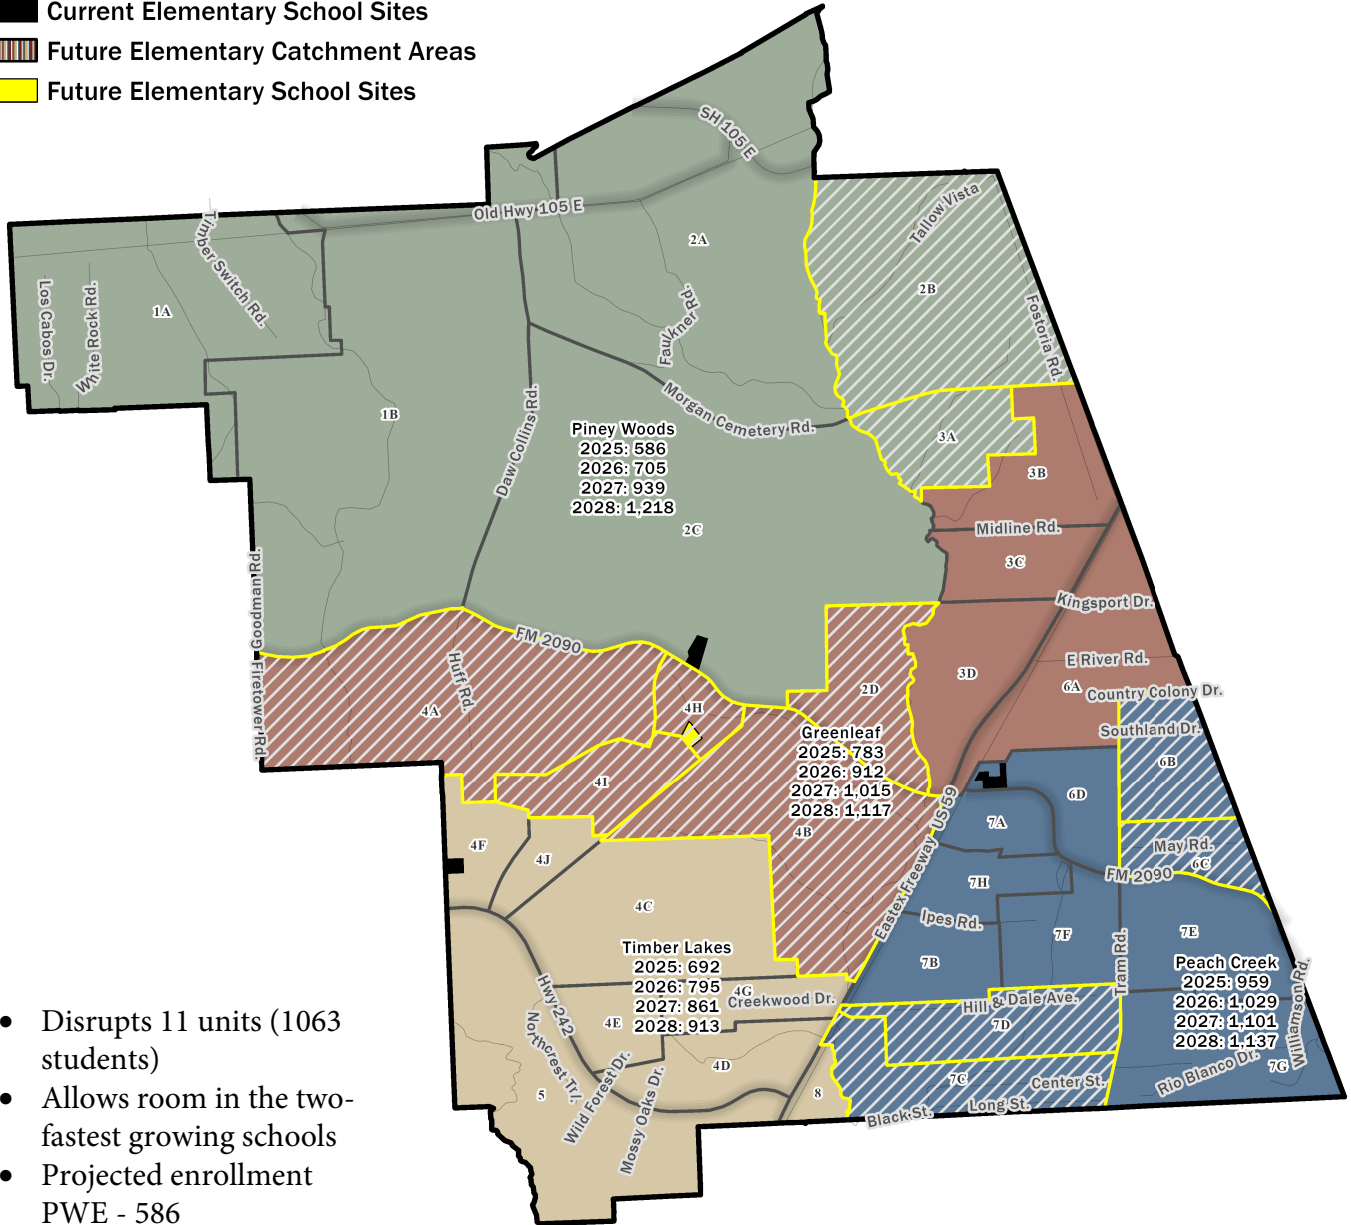 Current Elementary School Sites
Future Elementary Catchment Areas
Future Elementary School Sites
SH 105 E
Old Hwy 105 E
Timber Switch Rd.
Los Cabos Dr.
White Rock Rd.
1A
1B
2A
Faulkner Rd.
Tallow Vista
2B
Fostoria Rd.
Daw Collins Rd.
Morgan Cemetery Rd.
Piney Woods
2025: 586
2026: 705
2027: 939
2028: 1,218
2C
3A
3B
Midline Rd.
3C
Kingsport Dr.
Gopdman Rd.
Firetower Rd.
FM 2090
Huff Rd.
4A
4H
4I
2D
3D
E River Rd.
6A
Country Colony Dr.
Southland Dr.
6B
Greenleaf
2025: 783
2026: 912
2027: 1,015
2028: 1,117
4B
Eastex Freeway US 59
6D
7A
May Rd.
6C
FM 2090
4F
4J
4C
7H
Ipes Rd.
7F
7B
Tram Rd.
7E
Timber Lakes
2025: 692
2026: 795
2027: 861
2028: 913
4G
Creekwood Dr.
4E
Hwy 242
Northcrest Trl.
Wild Forest Dr.
Mossy Oaks Dr.
4D
5
8
Peach Creek
2025: 959
2026: 1,029
2027: 1,101
2028: 1,137
Williamson Rd.
Hill & Dale Ave.
7D
7C
Center St.
Long St.
Black St.
Rio Blanco Dr.
7G
• Disrupts 11 units (1063
students)
• Allows room in the two-
fastest growing schools
• Projected enrollment
PWE - 586